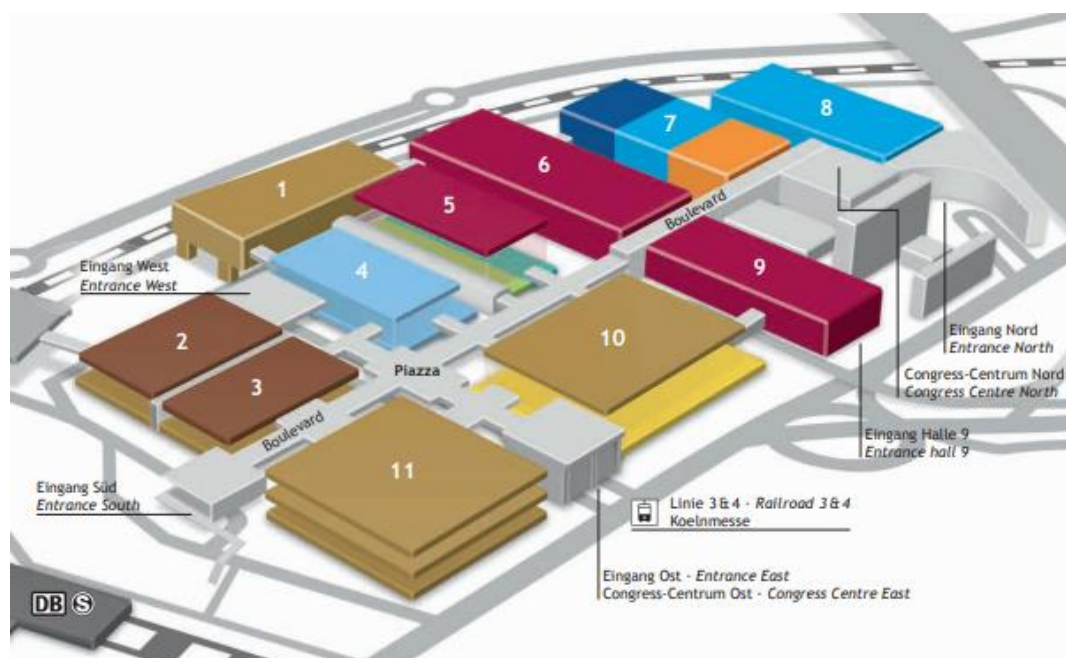 8
7
6
1
5
Boulevard
4
9
Eingang West
Entrance West
10
2
Eingang Nord
Entrance North
Piazza
3
Congress-Centrum Nord
Congress Centre North
Boulevard
Eingang Halle 9
Entrance hall 9
11
Eingang Süd
Entrance South
Linie 3 & 4 - Railroad 3 & 4
Koelnmesse
Eingang Ost - Entrance East
Congress-Centrum Ost - Congress Centre East
DB S